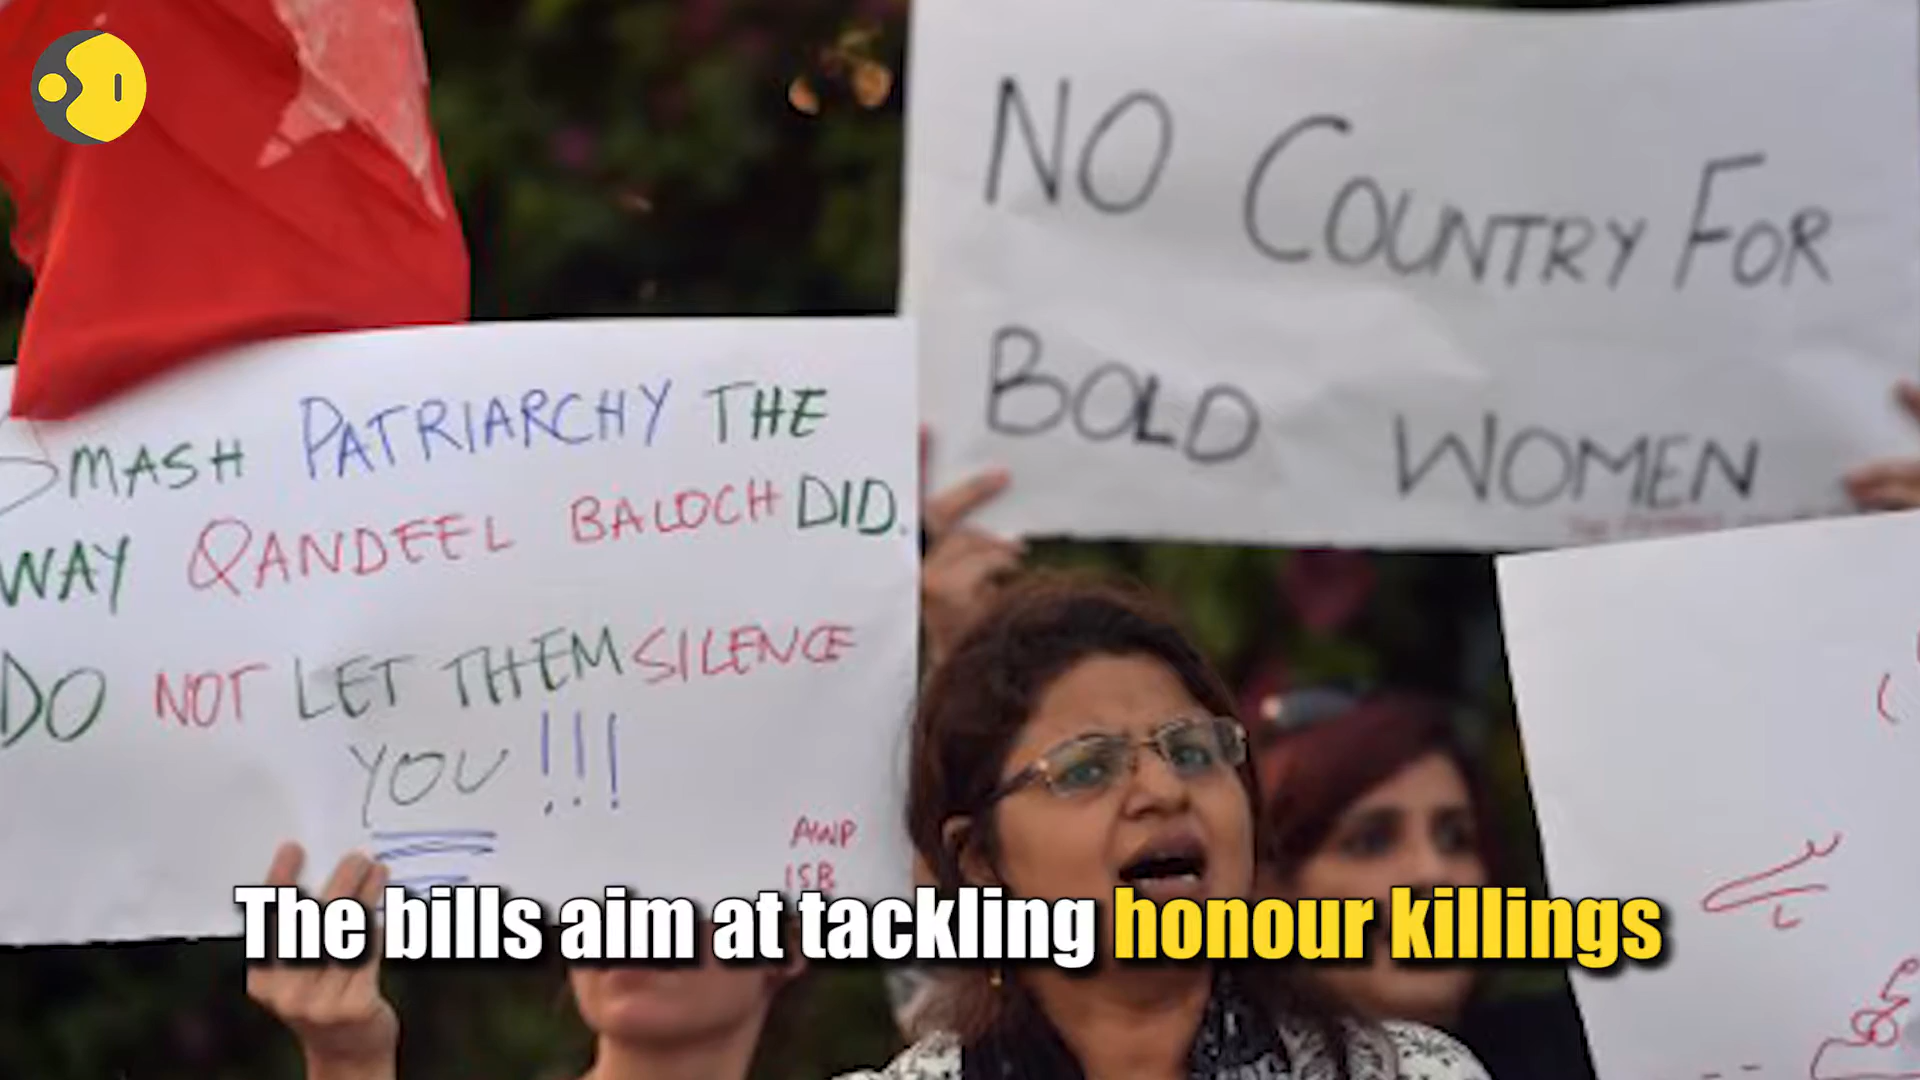 NO COUNTRY FOR
BOLD WOMEN
SMASH PATRIARCHY THE
WAY QANDEEL BALOCH DID.
DO NOT LET THEM SILENCE
YOU !!!
AWP
ISB
The bills aim at tackling honour killings